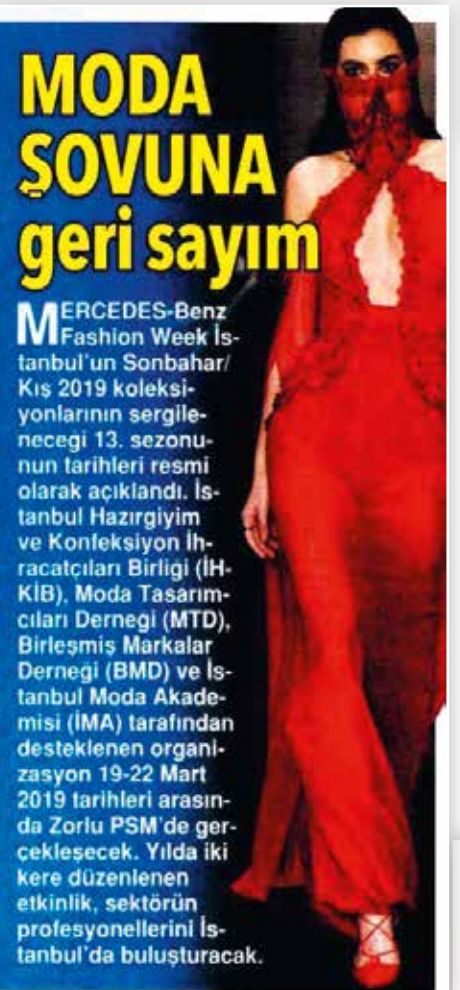 MODA
ŞOVUNA
geri sayım
MERCEDES-Benz
Fashion Week İs-
tanbul'un Sonbahar/
Kış 2019 koleksi-
yonlarının sergile-
neceği 13. sezonu-
nun tarihleri resmi
olarak açıklandı. İs-
tanbul Hazırgiyim
ve Konfeksiyon İh-
racatçıları Birliği (İH-
KİB), Moda Tasarım-
cıları Derneği (MTD),
Birleşmiş Markalar
Derneği (BMD) ve İs-
tanbul Moda Akade-
misi (İMA) tarafından
desteklenen organi-
zasyon 19-22 Mart
2019 tarihleri arasın-
da Zorlu PSM'de ger-
çekleşecek. Yılda iki
kere düzenlenen
etkinlik, sektörün
profesyonellerini İs-
tanbul'da buluşturacak.